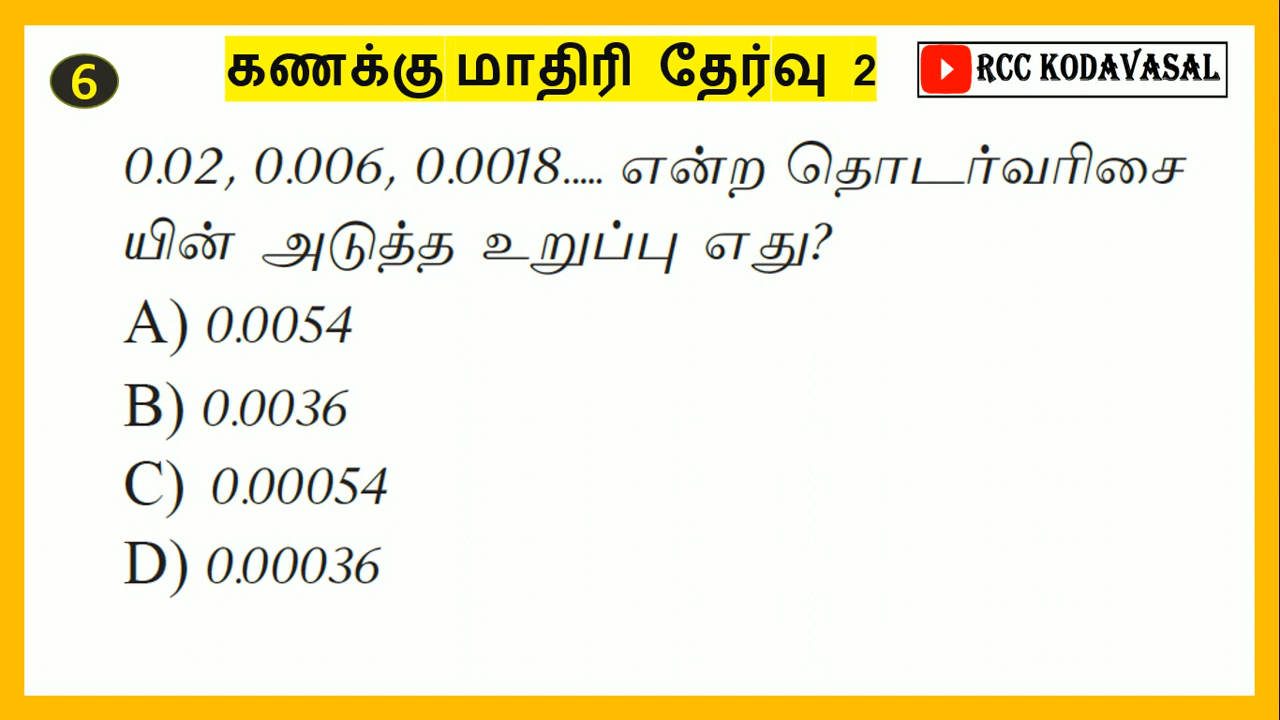 6 கணக்கு மாதிரி தேர்வு 2 RCC KODAVASAL
0.02, 0.006, 0.0018..... என்ற தொடர்வரிசை
யின் அடுத்த உறுப்பு எது?
A) 0.0054
B) 0.0036
C) 0.00054
D) 0.00036